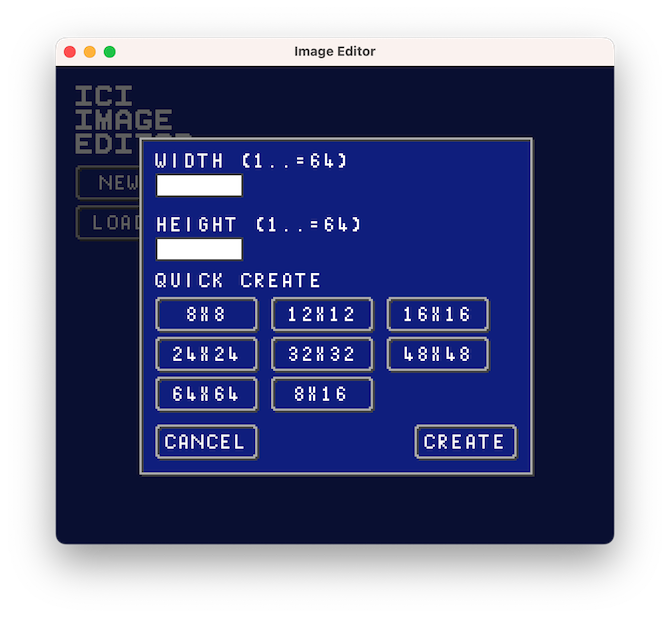 Image Editor
ICI
IMAGE
EDITOR
NEW
LOAD
WIDTH (1..=64)
HEIGHT (1..=64)
QUICK CREATE
8X8 12X12 16X16
24X24 32X32 48X48
64X64 8X16
CANCEL CREATE